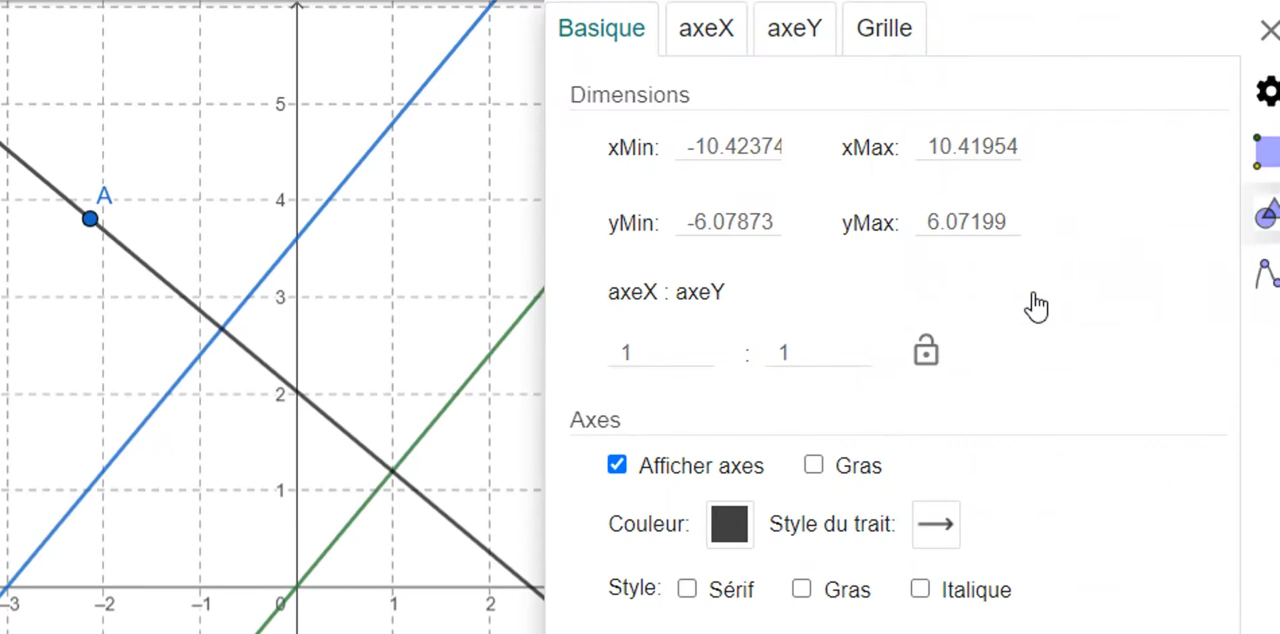 Basique axeX axeY Grille
Dimensions
xMin: -10.42374 xMax: 10.41954
yMin: -6.07873 yMax: 6.07199
axeX : axeY
1 : 1
Axes
Afficher axes Gras
Couleur: Style du trait:
Style: Sérif Gras Italique
5
A
4
3
2
1
–3 –2 –1 0 1 2